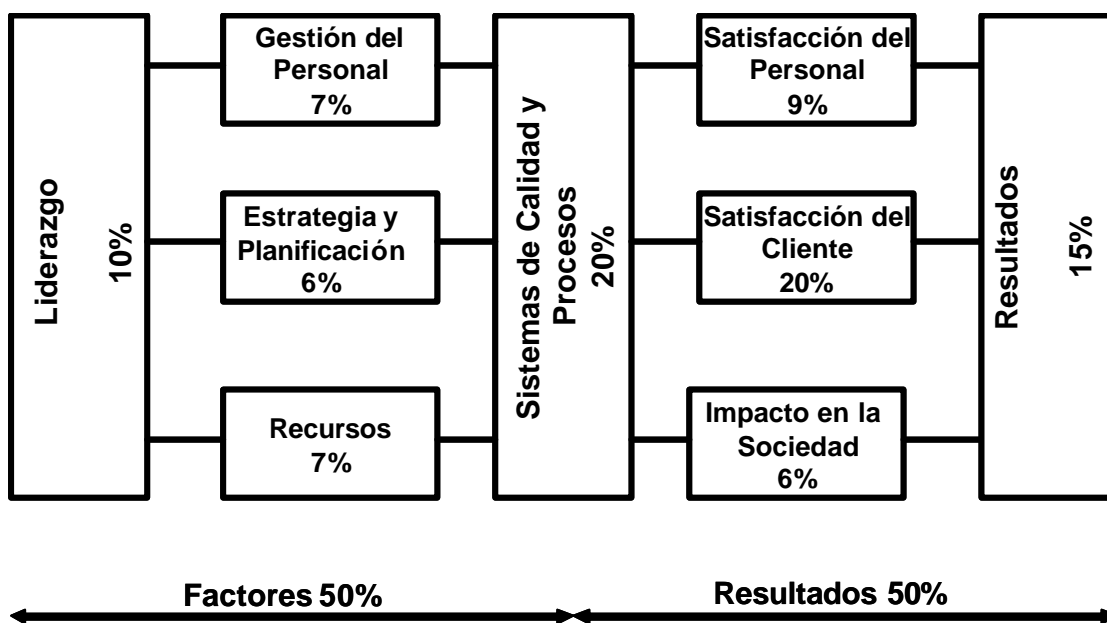 Liderazgo
10%
Gestión del
Personal
7%
Estrategia y
Planificación
6%
Recursos
7%
Sistemas de Calidad y
Procesos
20%
Satisfacción del
Personal
9%
Satisfacción del
Cliente
20%
Impacto en la
Sociedad
6%
Resultados
15%
Factores 50%
Resultados 50%